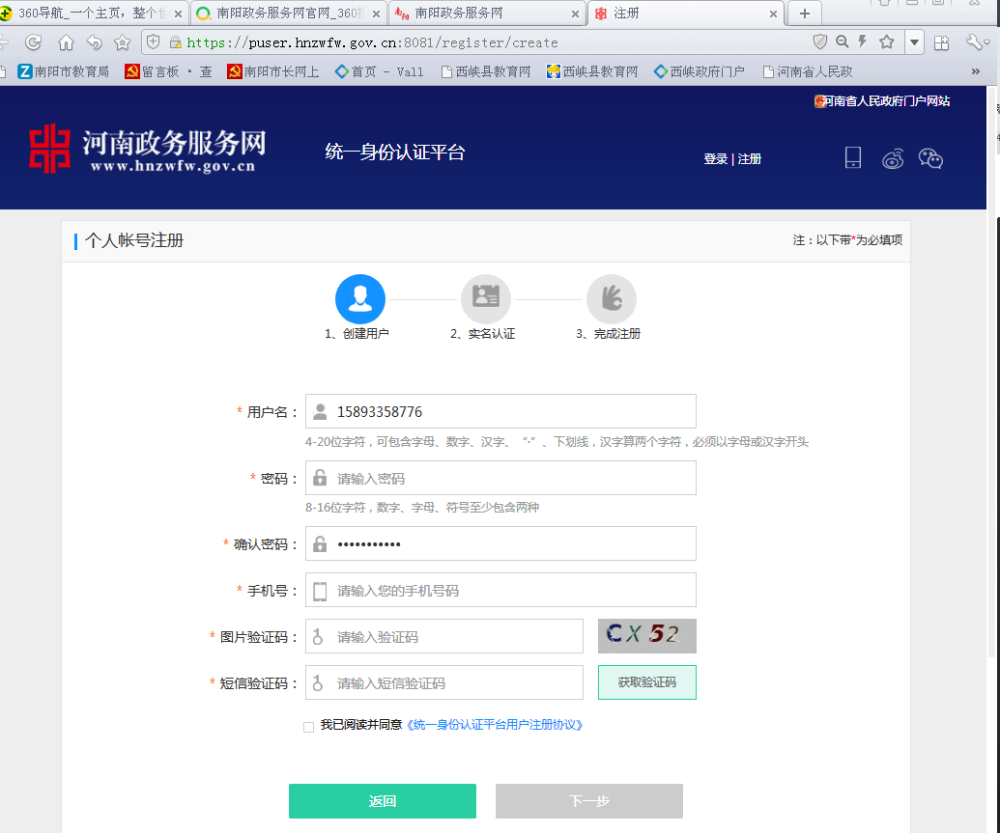 360导航_一个主页，整个世
南阳政务服务网官网_360
南阳政务服务网
注册
https://puser.hnzwfw.gov.cn:8081/register/create
南阳市教育局
留言板 · 查
南阳市长网上
首页 - Vall
西峡县教育网
西峡县教育网
西峡政府门户
河南省人民政
»
河南省人民政府门户网站
河南政务服务网
www.hnzwfw.gov.cn
统一身份认证平台
登录 | 注册
个人帐号注册
注：以下带*为必填项
1、创建用户
2、实名认证
3、完成注册
* 用户名： 15893358776
4-20位字符，可包含字母、数字、汉字、 “-” 、下划线，汉字算两个字符，必须以字母或汉字开头
* 密码： 请输入密码
8-16位字符，数字、字母、符号至少包含两种
* 确认密码： •••••••••••
* 手机号： 请输入您的手机号码
* 图片验证码： 请输入验证码 CX52
* 短信验证码： 请输入短信验证码 获取验证码
我已阅读并同意《统一身份认证平台用户注册协议》
返回
下一步